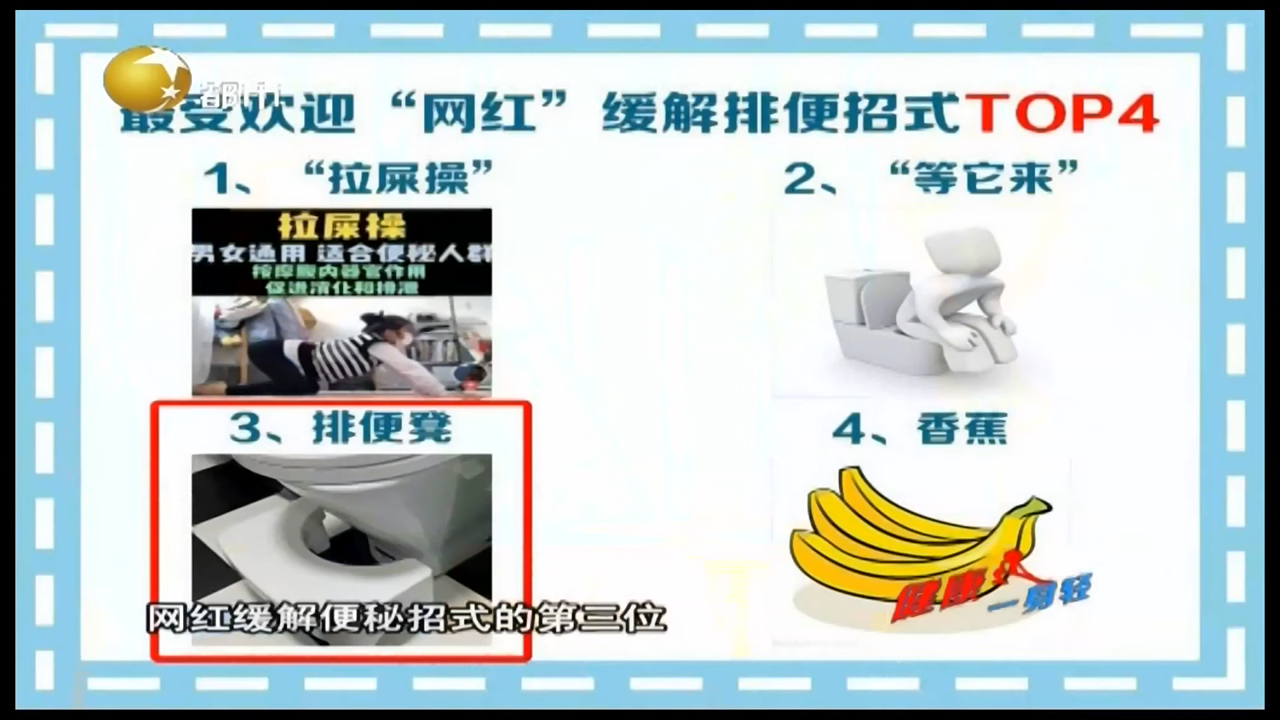 都市
最受欢迎“网红”缓解排便招式TOP4
1、“拉屎操”
2、“等它来”
拉屎操
男女通用 适合便秘人群
按摩腹内器官作用
促进消化和排泄
3、排便凳
4、香蕉
健康
一身轻
网红缓解便秘招式的第三位